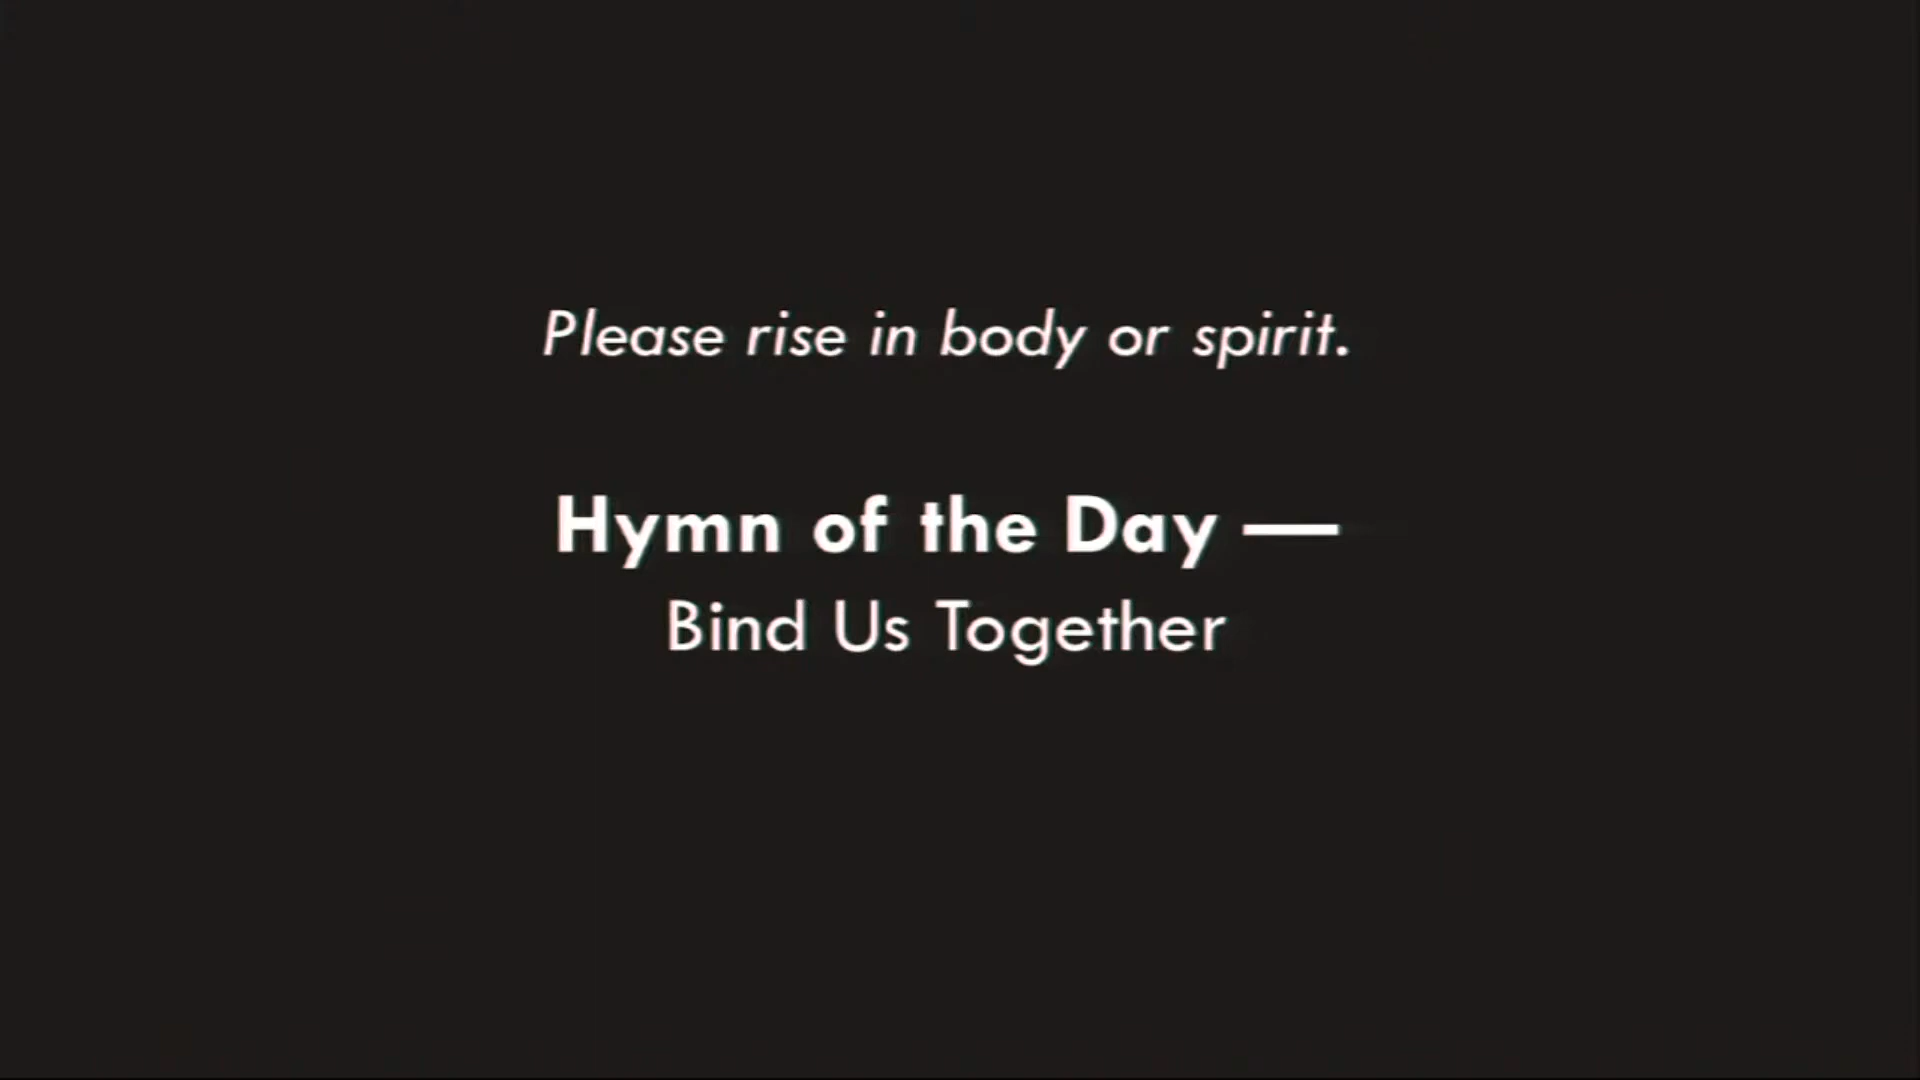 Please rise in body or spirit.
Hymn of the Day —
Bind Us Together